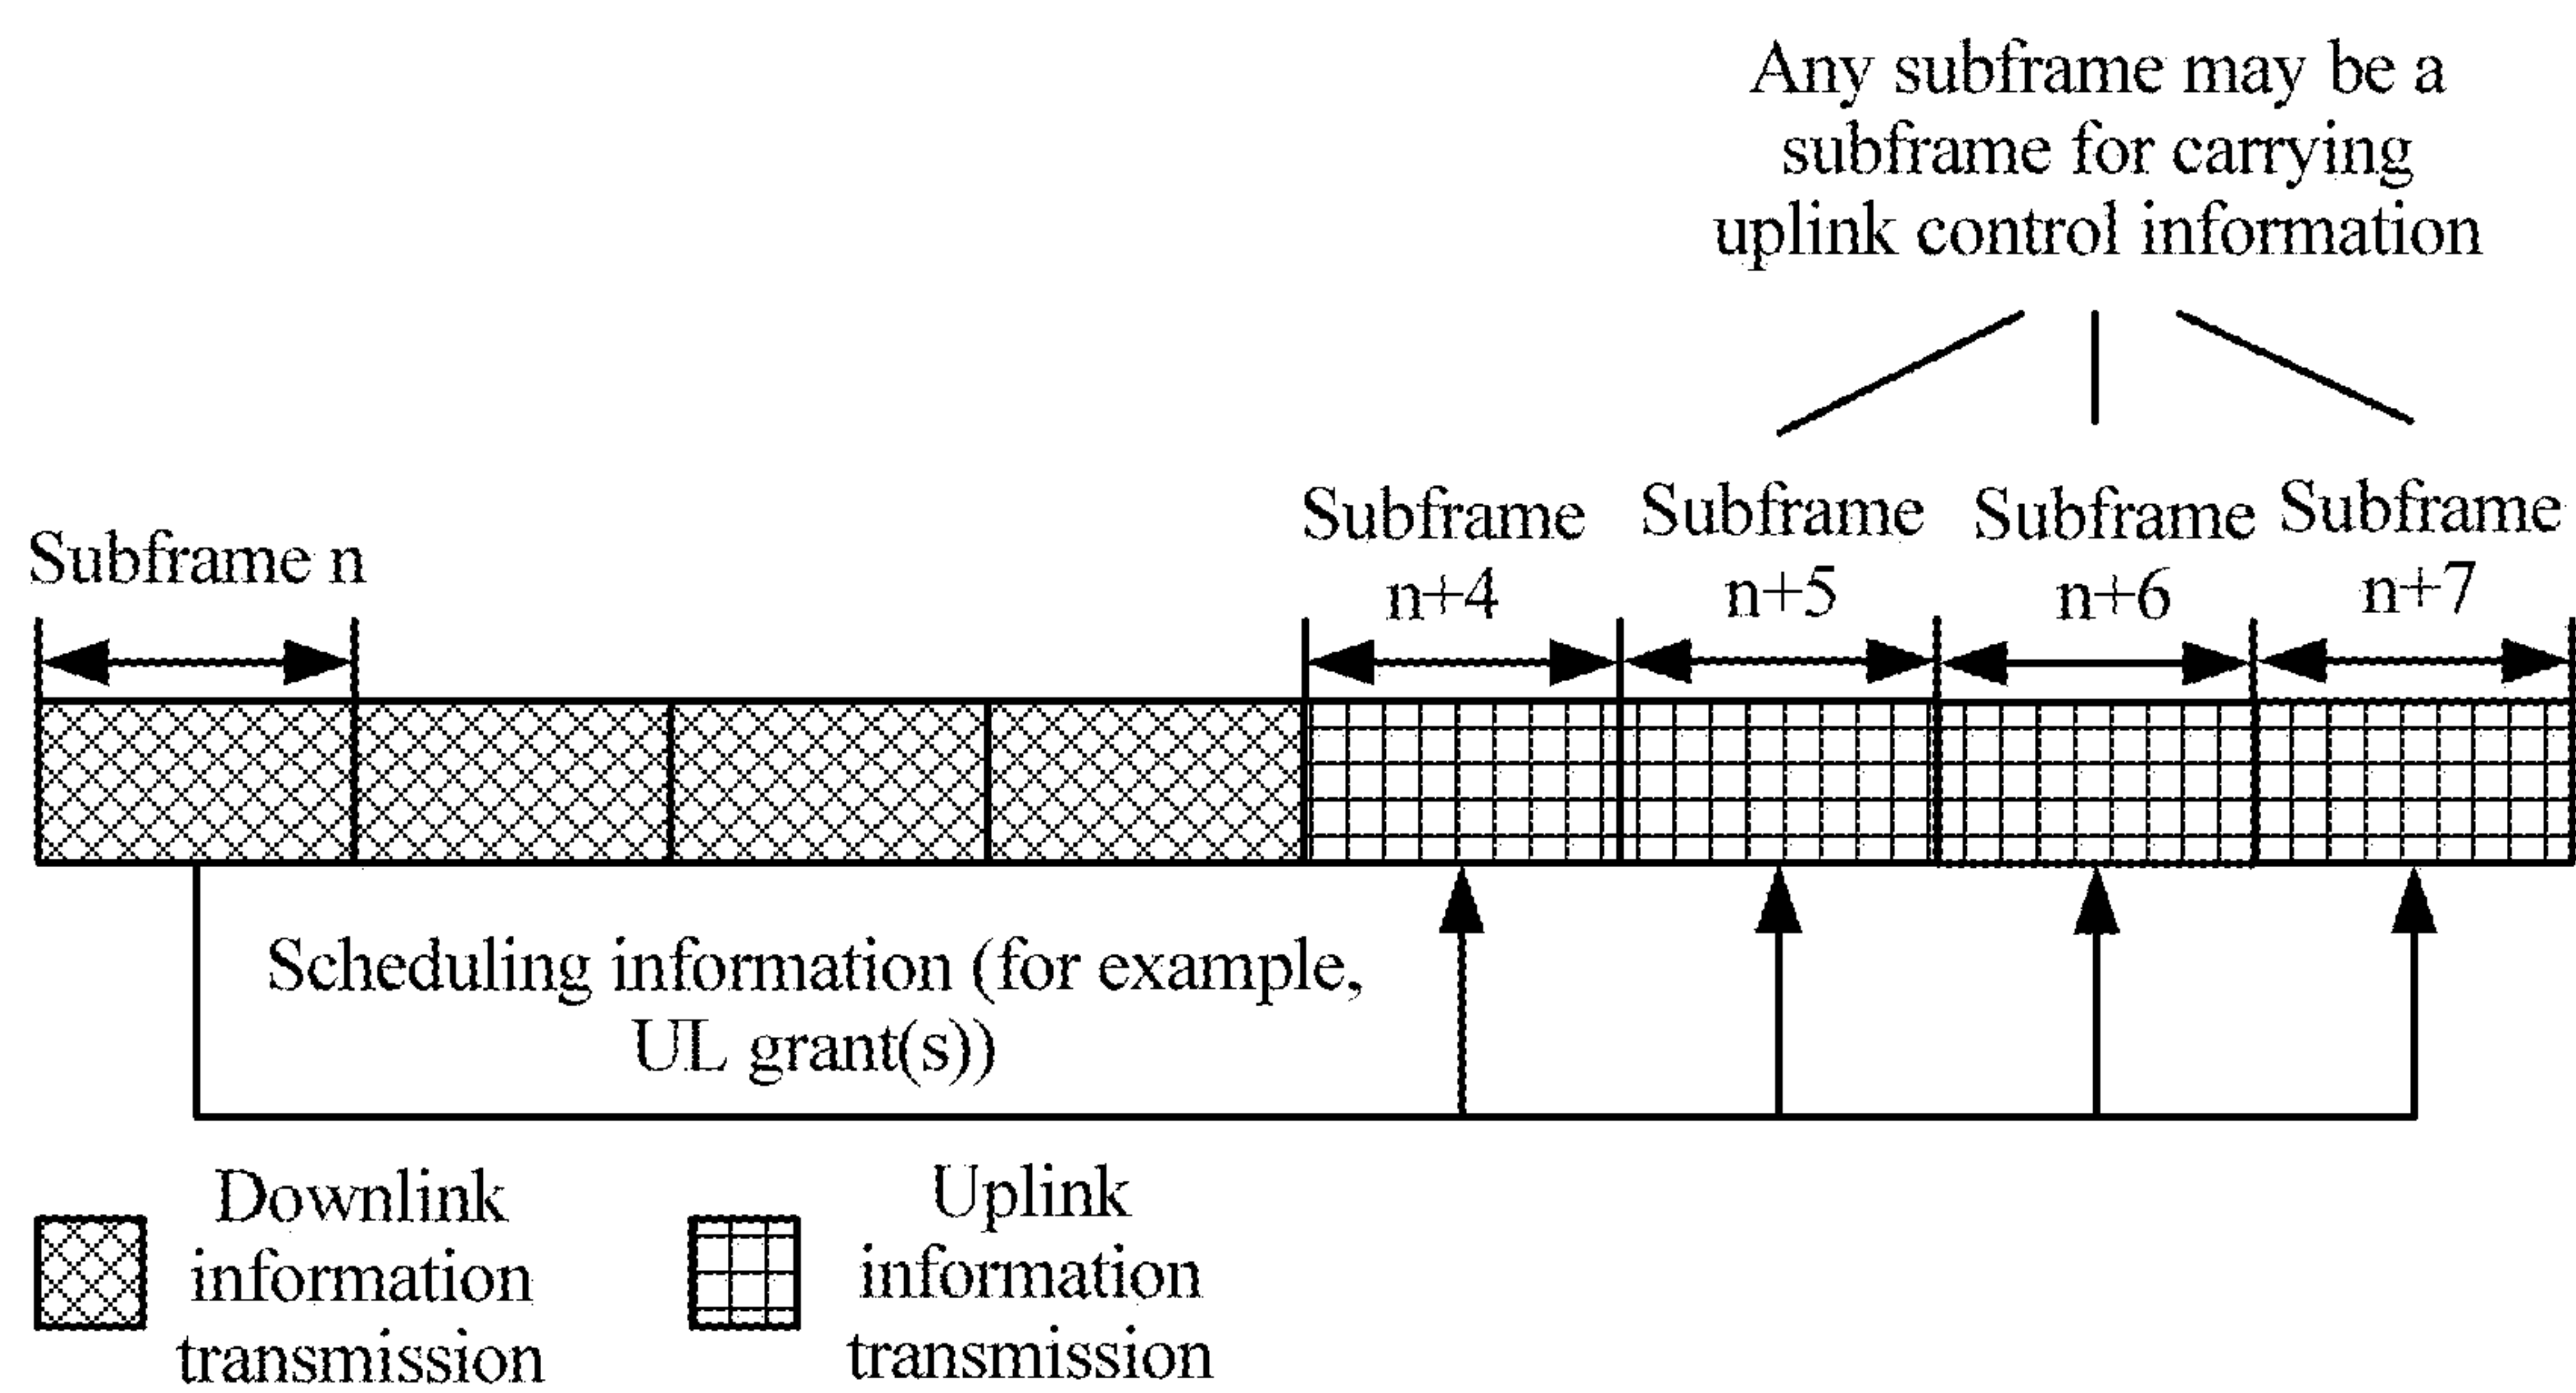 Any subframe may be a
subframe for carrying
uplink control information
Subframe n
Subframe
n+4
Subframe
n+5
Subframe
n+6
Subframe
n+7
Scheduling information (for example,
UL grant(s))
Downlink
information
transmission
Uplink
information
transmission